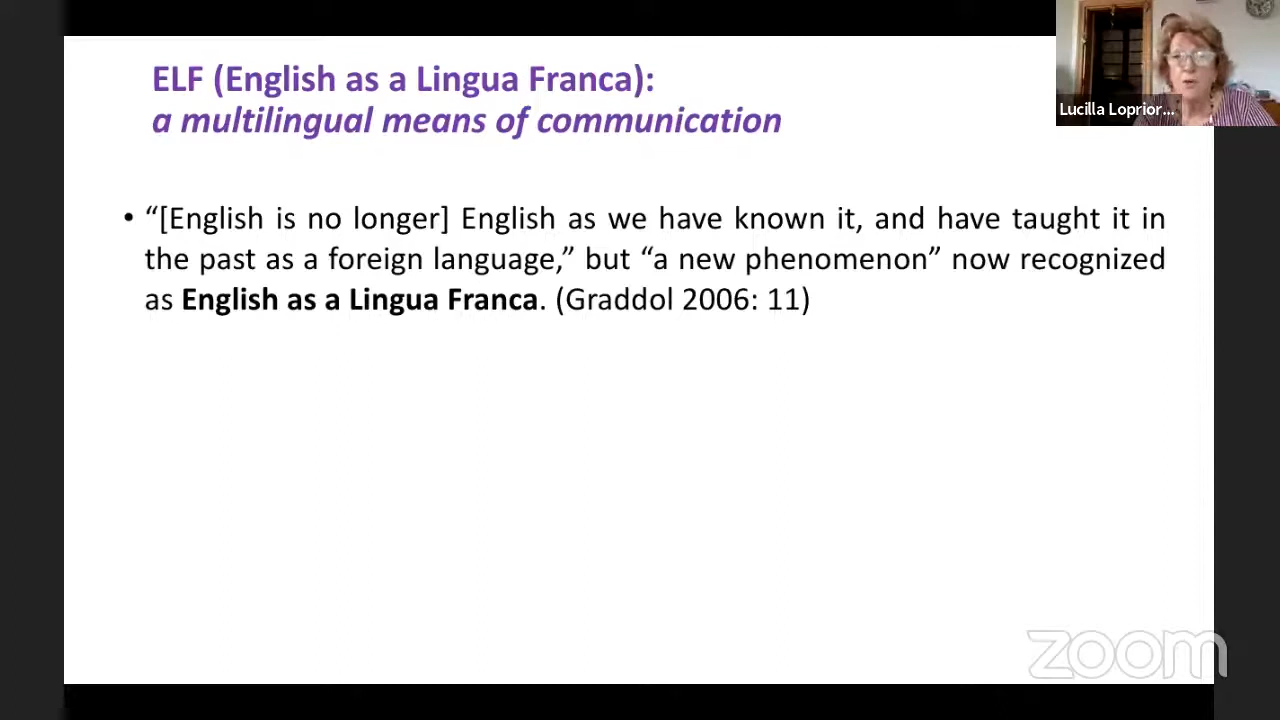 ELF (English as a Lingua Franca):
a multilingual means of communication
Lucilla Loprior...
• “[English is no longer] English as we have known it, and have taught it in
the past as a foreign language,” but “a new phenomenon” now recognized
as English as a Lingua Franca. (Graddol 2006: 11)
zoom